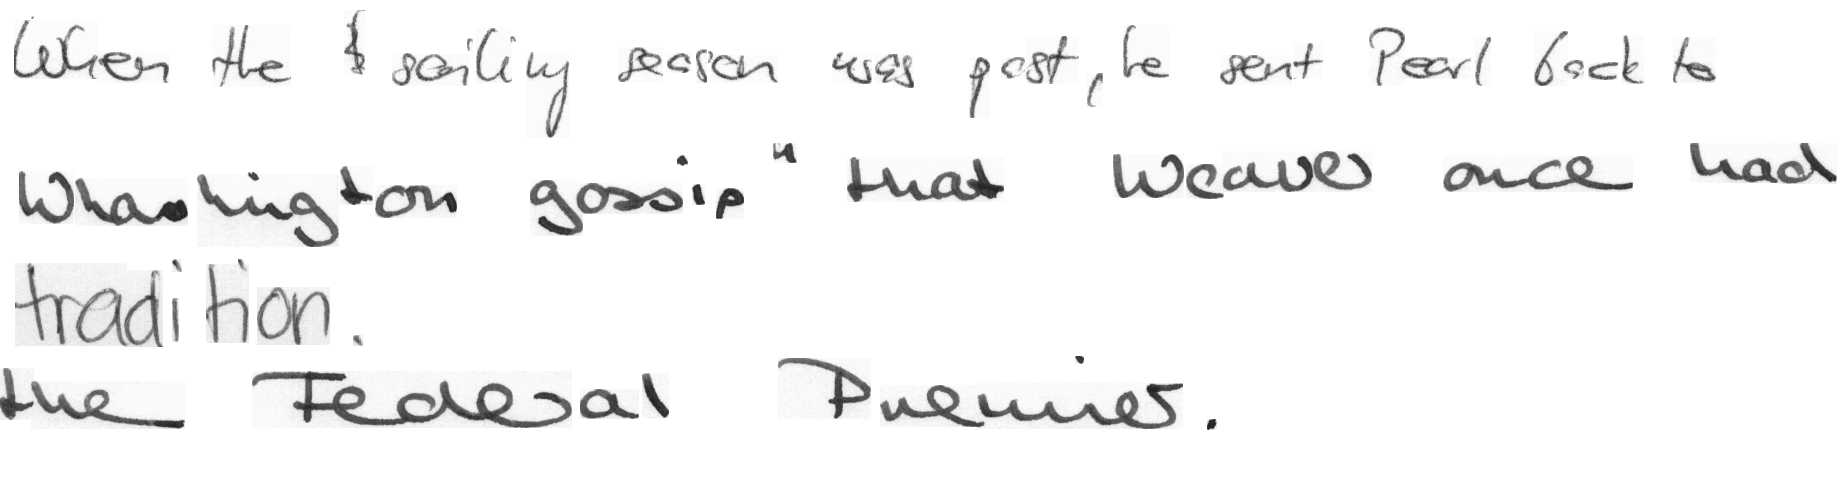 When the sailing season was past, he sent Pearl back to
Whashington gossip" that Weaver once had
tradition.
the Federal Premier.